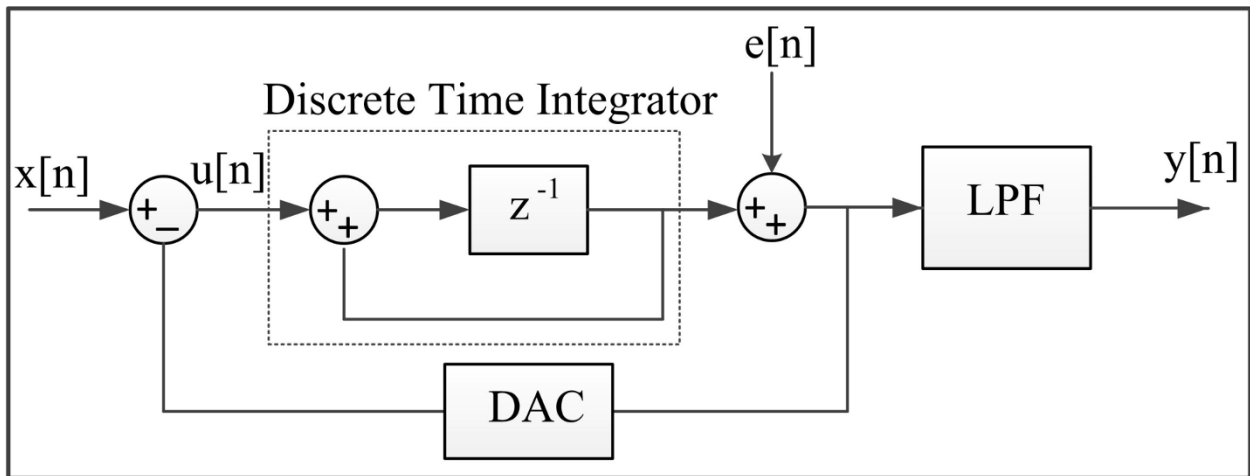 e[n]
Discrete Time Integrator
x[n]
u[n]
y[n]
+
−
+
+
z⁻¹
+
+
LPF
DAC